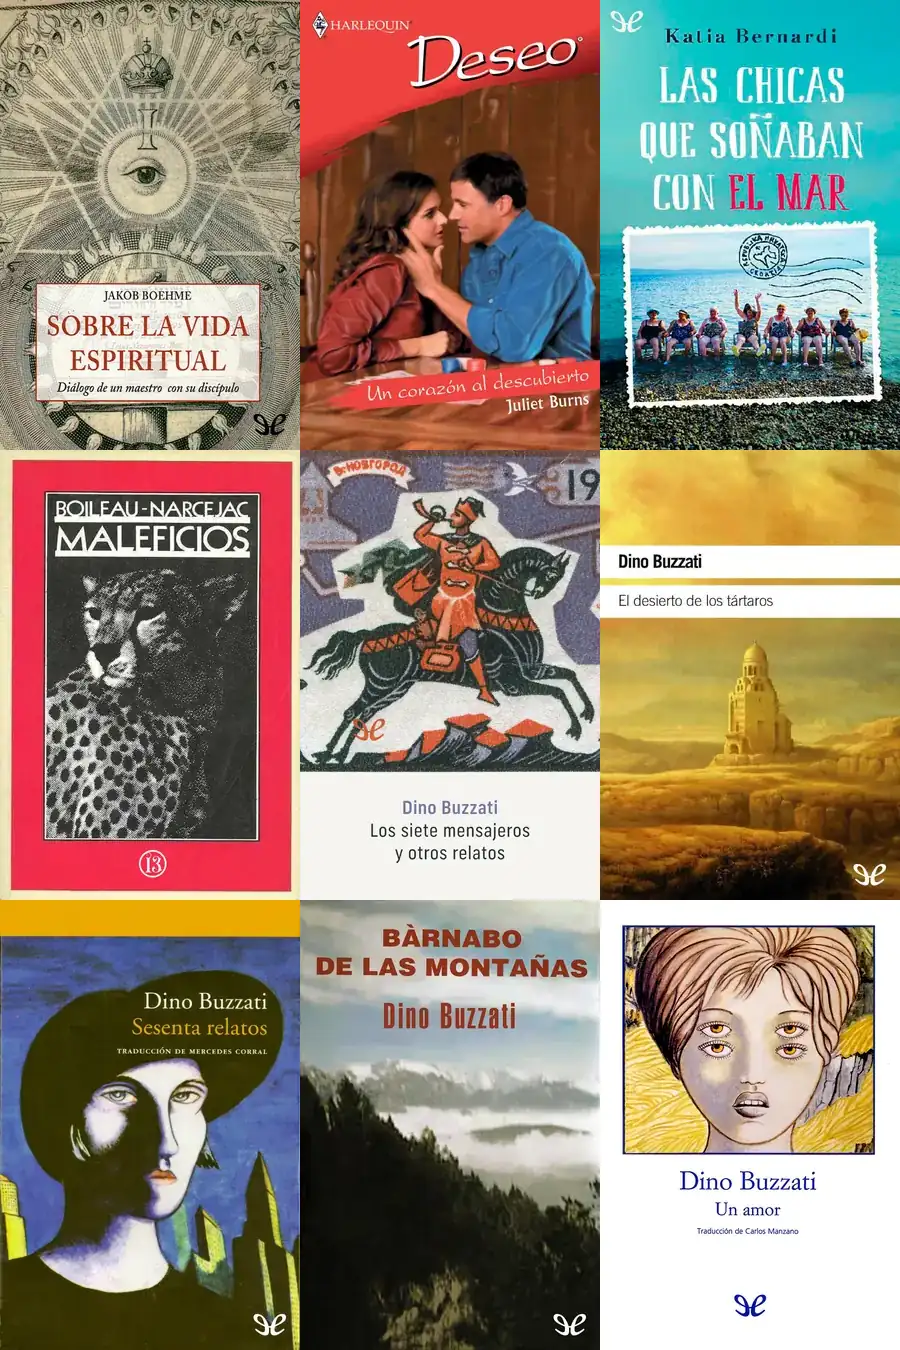 JAKOB BOEHME
SOBRE LA VIDA
ESPIRITUAL
Diálogo de un maestro con su discípulo
HARLEQUIN
Deseo
Un corazón al descubierto
Juliet Burns
Katia Bernardi
LAS CHICAS
QUE SOÑABAN
CON EL MAR
BOILEAU-NARCEJAC
MALEFICIOS
13
В.-НОВГОРОД
19
Dino Buzzati
Los siete mensajeros
y otros relatos
Dino Buzzati
El desierto de los tártaros
Dino Buzzati
Sesenta relatos
TRADUCCIÓN DE MERCEDES CORRAL
BÀRNABO
DE LAS MONTAÑAS
Dino Buzzati
Dino Buzzati
Un amor
Traducción de Carlos Manzano